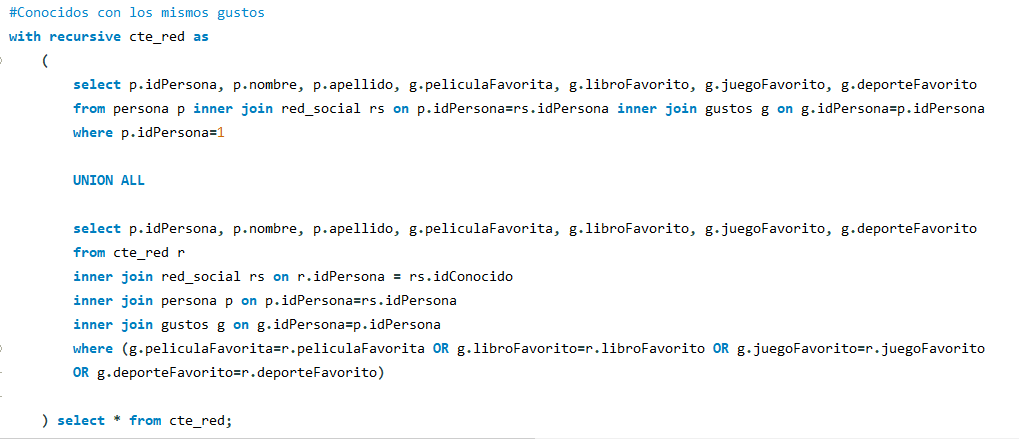 #Conocidos con los mismos gustos
with recursive cte_red as
(
select p.idPersona, p.nombre, p.apellido, g.peliculaFavorita, g.libroFavorito, g.juegoFavorito, g.deporteFavorito
from persona p inner join red_social rs on p.idPersona=rs.idPersona inner join gustos g on g.idPersona=p.idPersona
where p.idPersona=1
UNION ALL
select p.idPersona, p.nombre, p.apellido, g.peliculaFavorita, g.libroFavorito, g.juegoFavorito, g.deporteFavorito
from cte_red r
inner join red_social rs on r.idPersona = rs.idConocido
inner join persona p on p.idPersona=rs.idPersona
inner join gustos g on g.idPersona=p.idPersona
where (g.peliculaFavorita=r.peliculaFavorita OR g.libroFavorito=r.libroFavorito OR g.juegoFavorito=r.juegoFavorito
OR g.deporteFavorito=r.deporteFavorito)
) select * from cte_red;